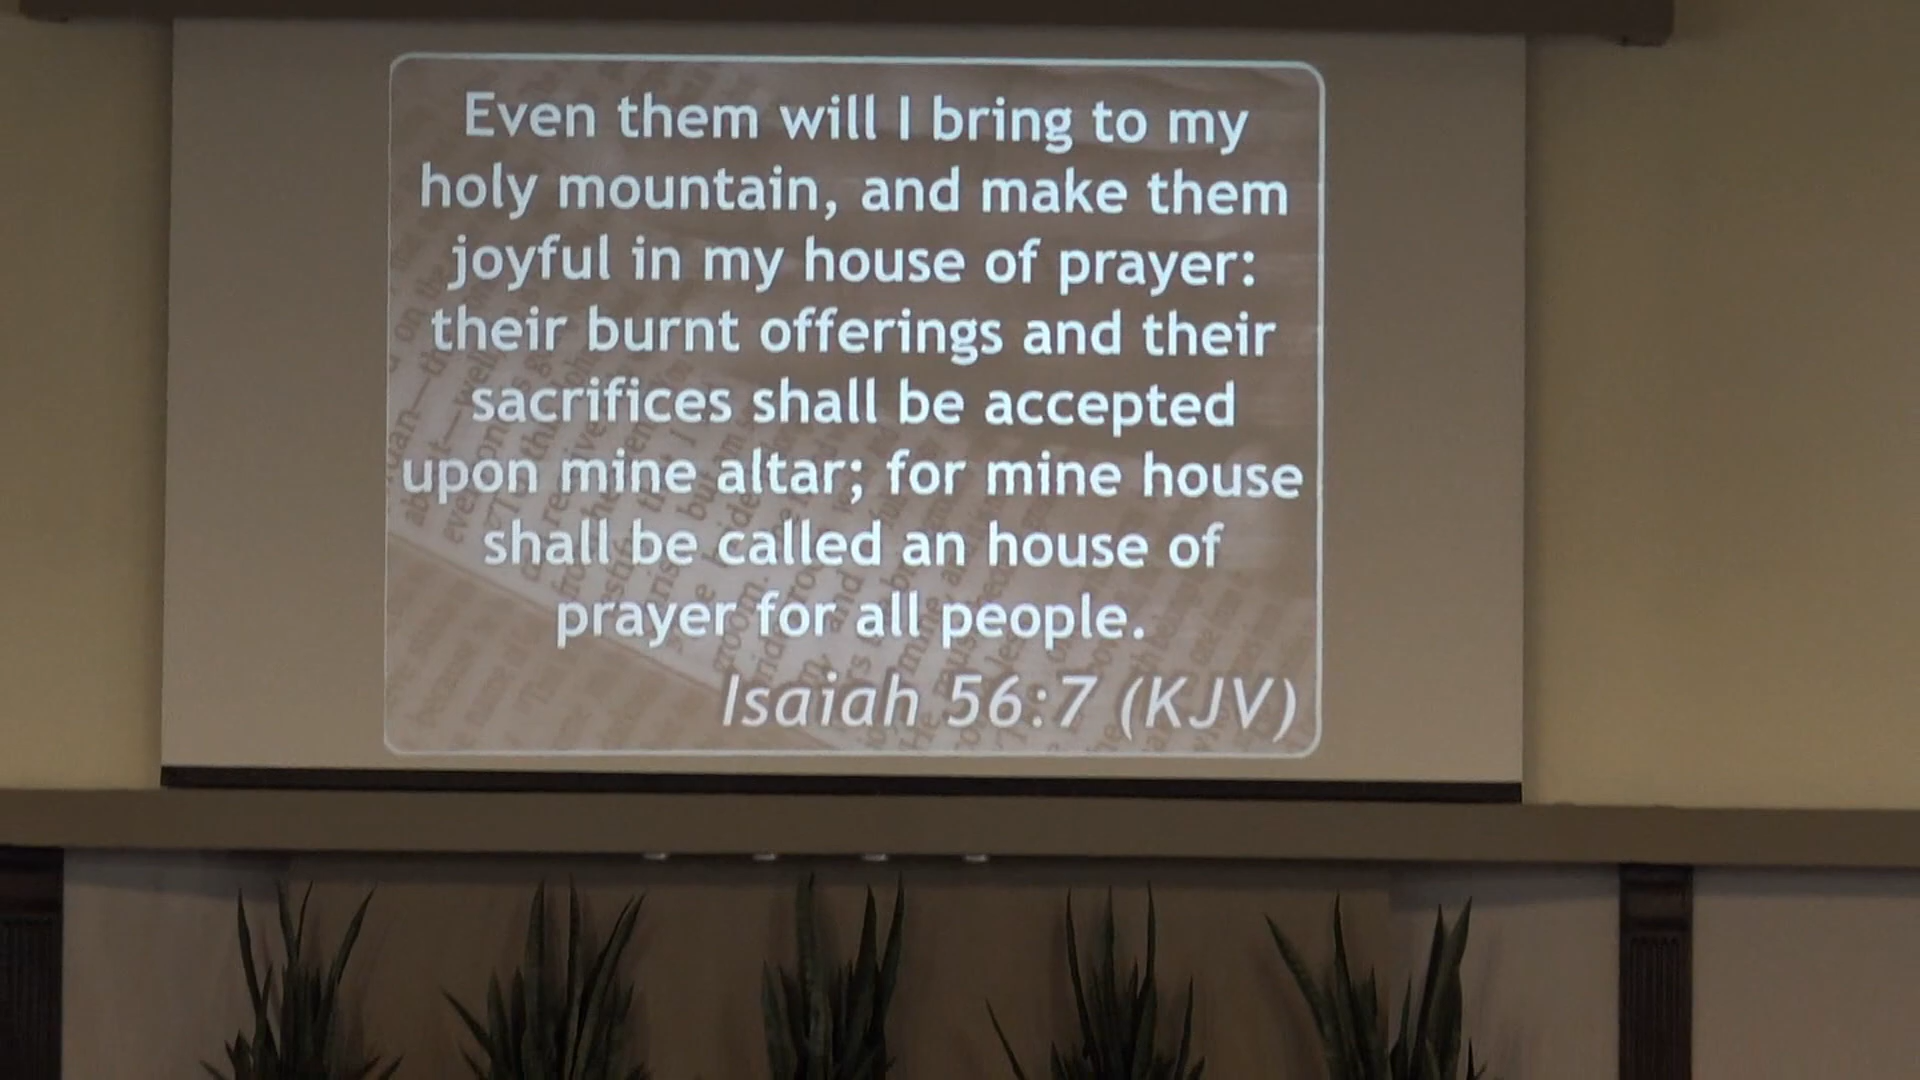 Even them will I bring to my
holy mountain, and make them
joyful in my house of prayer:
their burnt offerings and their
sacrifices shall be accepted
upon mine altar; for mine house
shall be called an house of
prayer for all people.
Isaiah 56:7 (KJV)